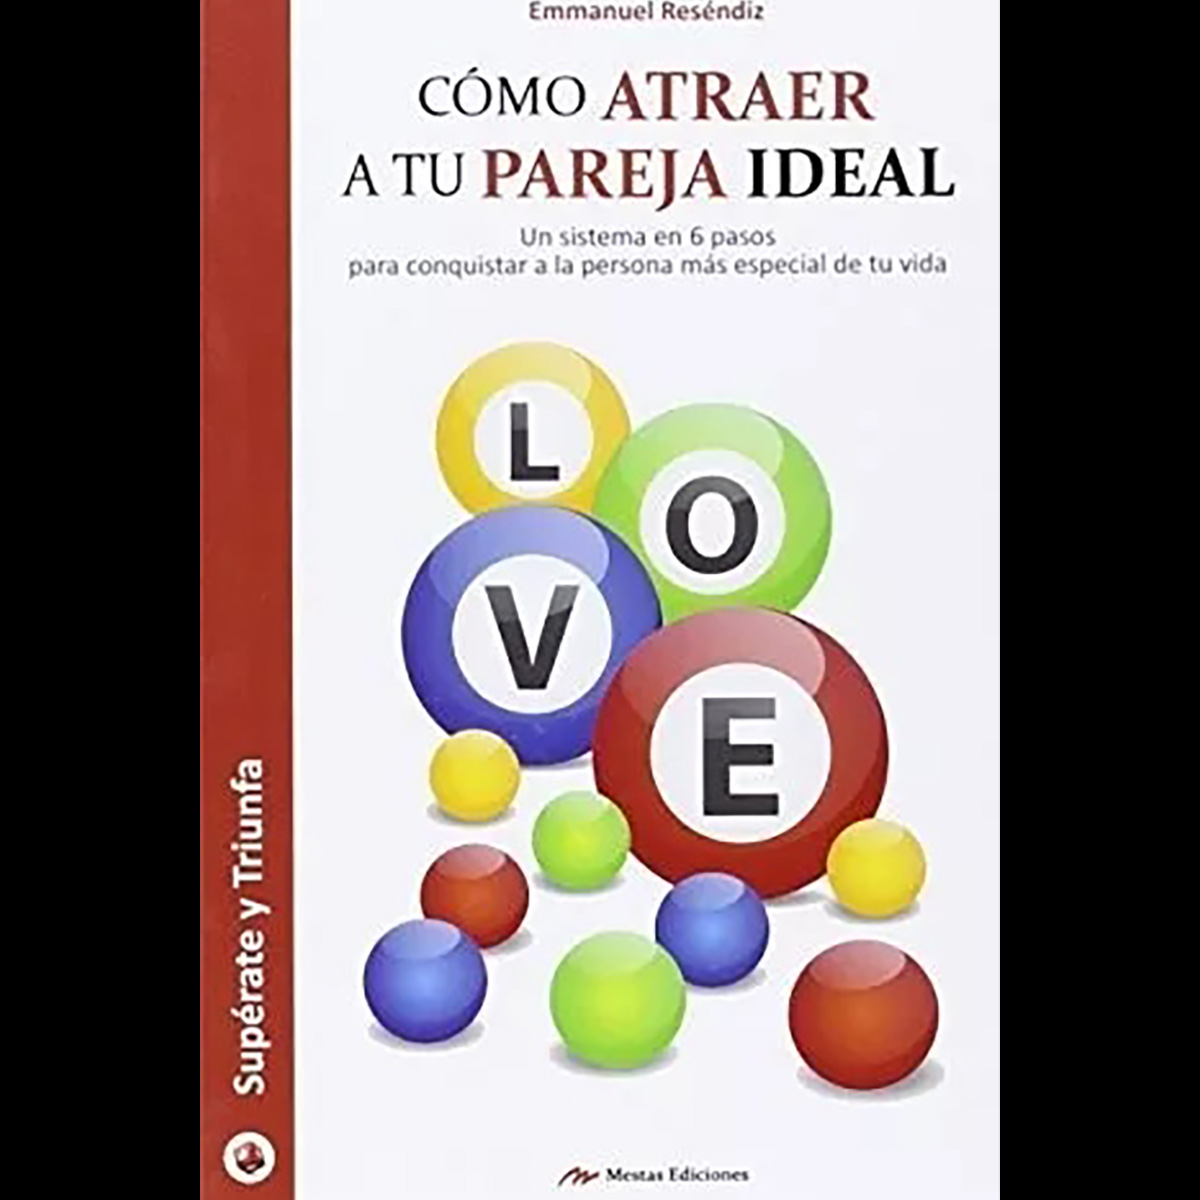 Emmanuel Reséndiz
CÓMO ATRAER
A TU PAREJA IDEAL
Un sistema en 6 pasos
para conquistar a la persona más especial de tu vida
L
O
V
E
Supérate y Triunfa
Mestas Ediciones